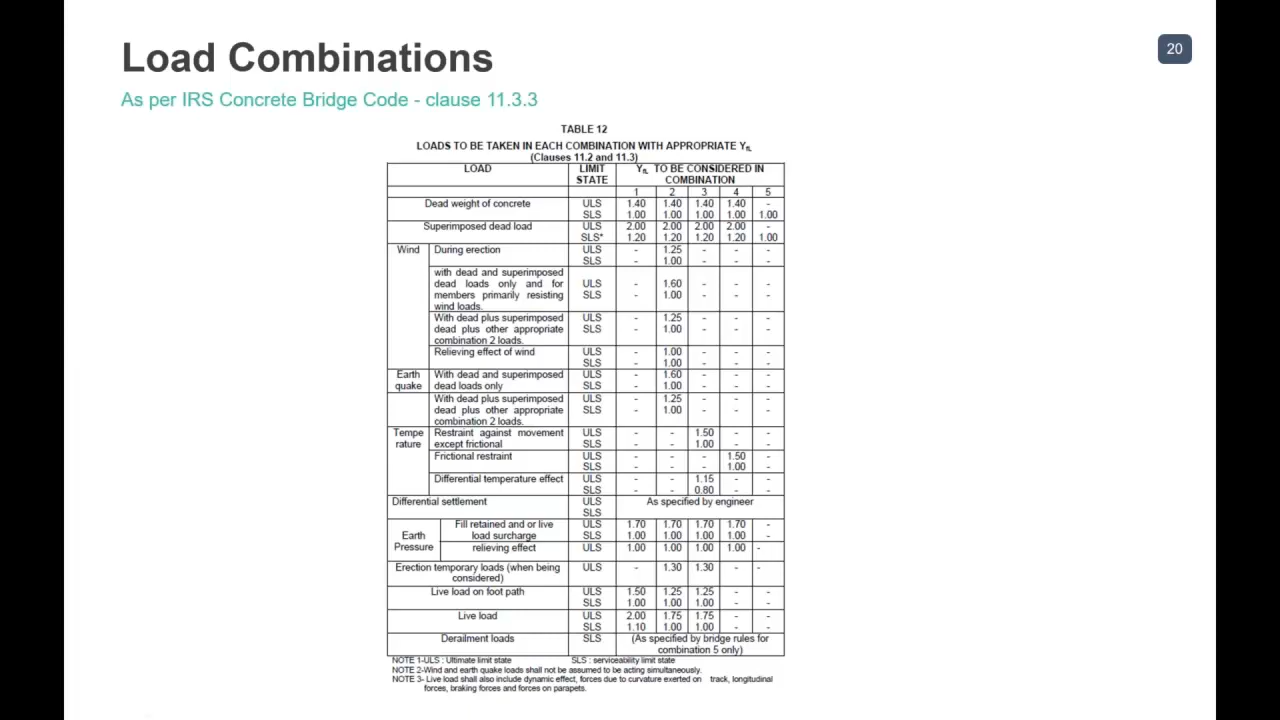 Load Combinations
20
As per IRS Concrete Bridge Code - clause 11.3.3
TABLE 12
LOADS TO BE TAKEN IN EACH COMBINATION WITH APPROPRIATE YfL
(Clauses 11.2 and 11.3)
LOAD LIMIT YfL TO BE CONSIDERED IN
STATE COMBINATION
1 2 3 4 5
Dead weight of concrete ULS 1.40 1.40 1.40 1.40 -
SLS 1.00 1.00 1.00 1.00 1.00
Superimposed dead load ULS 2.00 2.00 2.00 2.00 -
SLS* 1.20 1.20 1.20 1.20 1.00
Wind During erection ULS - 1.25 - - -
SLS - 1.00 - - -
with dead and superimposed
dead loads only and for ULS - 1.60 - - -
members primarily resisting SLS - 1.00 - - -
wind loads.
With dead plus superimposed ULS - 1.25 - - -
dead plus other appropriate SLS - 1.00 - - -
combination 2 loads.
Relieving effect of wind ULS - 1.00 - - -
SLS - 1.00 - - -
Earth With dead and superimposed ULS - 1.60 - - -
quake dead loads only SLS - 1.00 - - -
With dead plus superimposed ULS - 1.25 - - -
dead plus other appropriate SLS - 1.00 - - -
combination 2 loads.
Tempe Restraint against movement ULS - - 1.50 - -
rature except frictional SLS - - 1.00 - -
Frictional restraint ULS - - - 1.50 -
SLS - - - 1.00 -
Differential temperature effect ULS - - 1.15 - -
SLS - - 0.80 - -
Differential settlement ULS As specified by engineer
SLS
Fill retained and or live ULS 1.70 1.70 1.70 1.70 -
Earth load surcharge SLS 1.00 1.00 1.00 1.00 -
Pressure relieving effect ULS 1.00 1.00 1.00 1.00 -
Erection temporary loads (when being ULS - 1.30 1.30 - -
considered)
Live load on foot path ULS 1.50 1.25 1.25 - -
SLS 1.00 1.00 1.00 - -
Live load ULS 2.00 1.75 1.75 - -
SLS 1.10 1.00 1.00 - -
Derailment loads SLS (As specified by bridge rules for
combination 5 only)
NOTE 1-ULS : Ultimate limit state SLS : serviceability limit state
NOTE 2-Wind and earth quake loads shall not be assumed to be acting simultaneously.
NOTE 3- Live load shall also include dynamic effect, forces due to curvature exerted on track, longitudinal
forces, braking forces and forces on parapets.